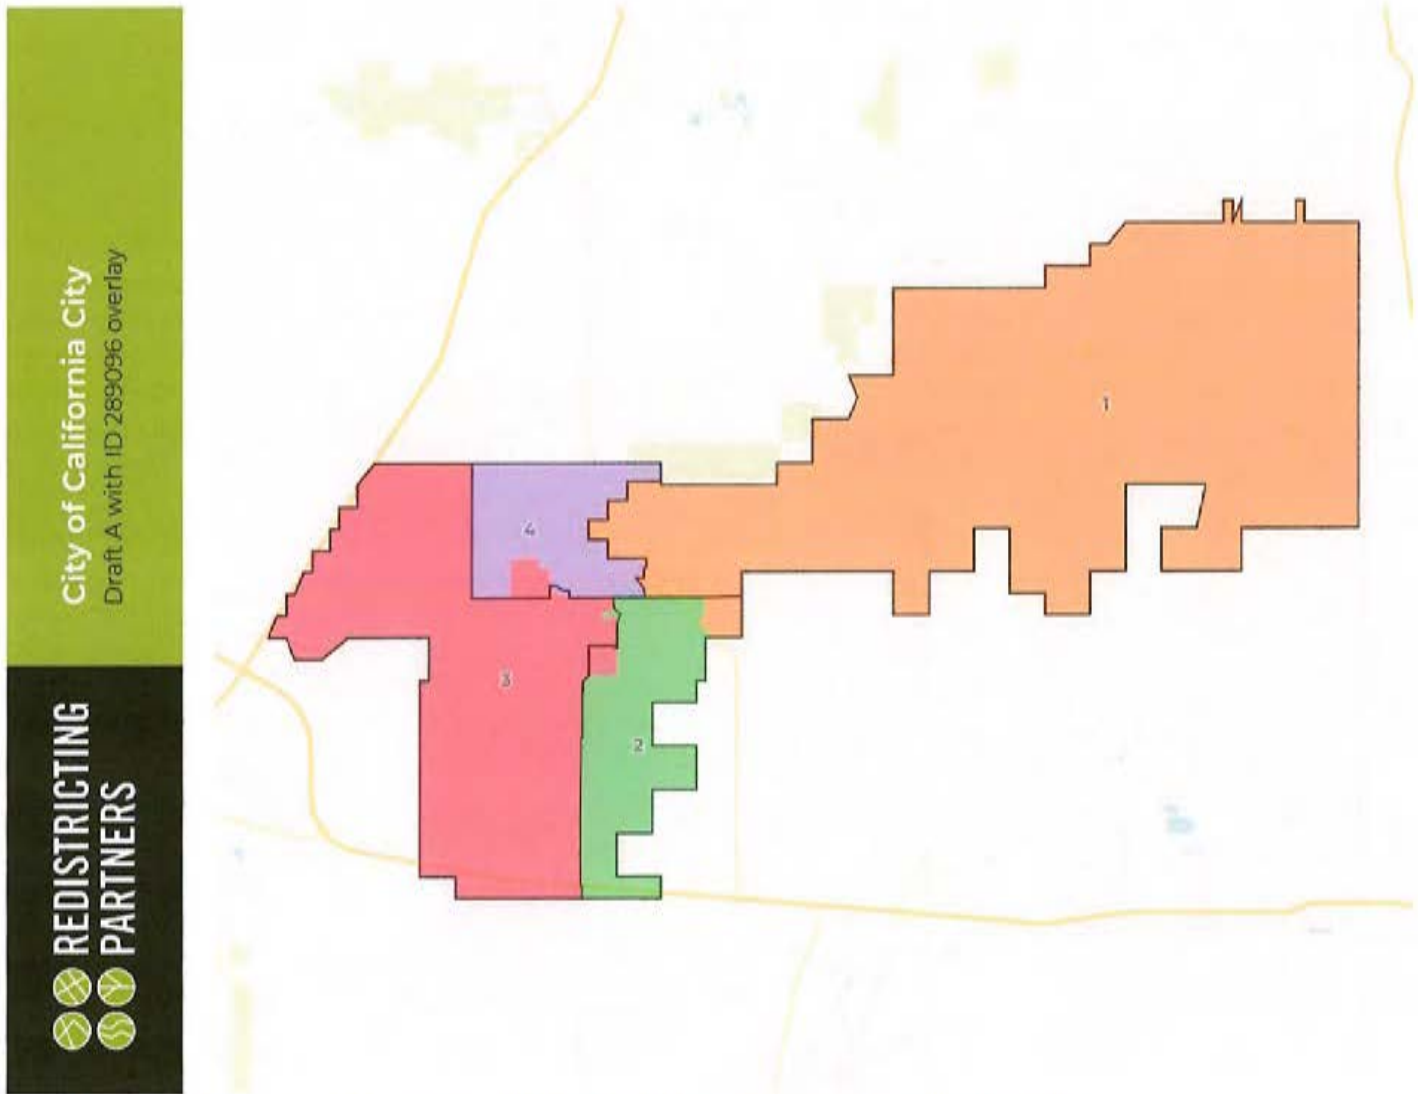 City of California City
Draft A with ID 289096 overlay
REDISTRICTING
PARTNERS
1
4
3
2